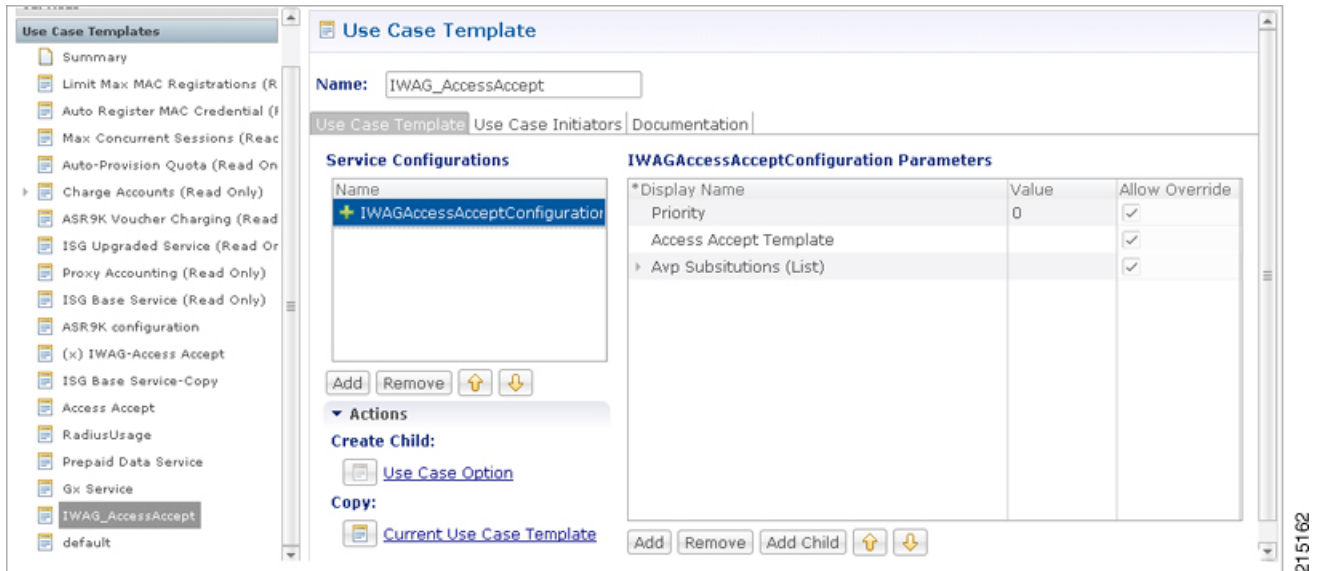 Use Case Templates
Summary
Limit Max MAC Registrations (R
Auto Register MAC Credential (
Max Concurrent Sessions (Reac
Auto-Provision Quota (Read On
Charge Accounts (Read Only)
ASR9K Voucher Charging (Read
ISG Upgraded Service (Read Or
Proxy Accounting (Read Only)
ISG Base Service (Read Only)
ASR9K configuration
(x) IWAG-Access Accept
ISG Base Service-Copy
Access Accept
RadiusUsage
Prepaid Data Service
Gx Service
IWAG_AccessAccept
default
Use Case Template
Name: IWAG_AccessAccept
Use Case Template Use Case Initiators Documentation
Service Configurations
Name
IWAGAccessAcceptConfiguration
Add Remove
Actions
Create Child:
Use Case Option
Copy:
Current Use Case Template
IWAGAccessAcceptConfiguration Parameters
*Display Name Value Allow Override
Priority 0
Access Accept Template
Avp Subsitutions (List)
Add Remove Add Child
215162